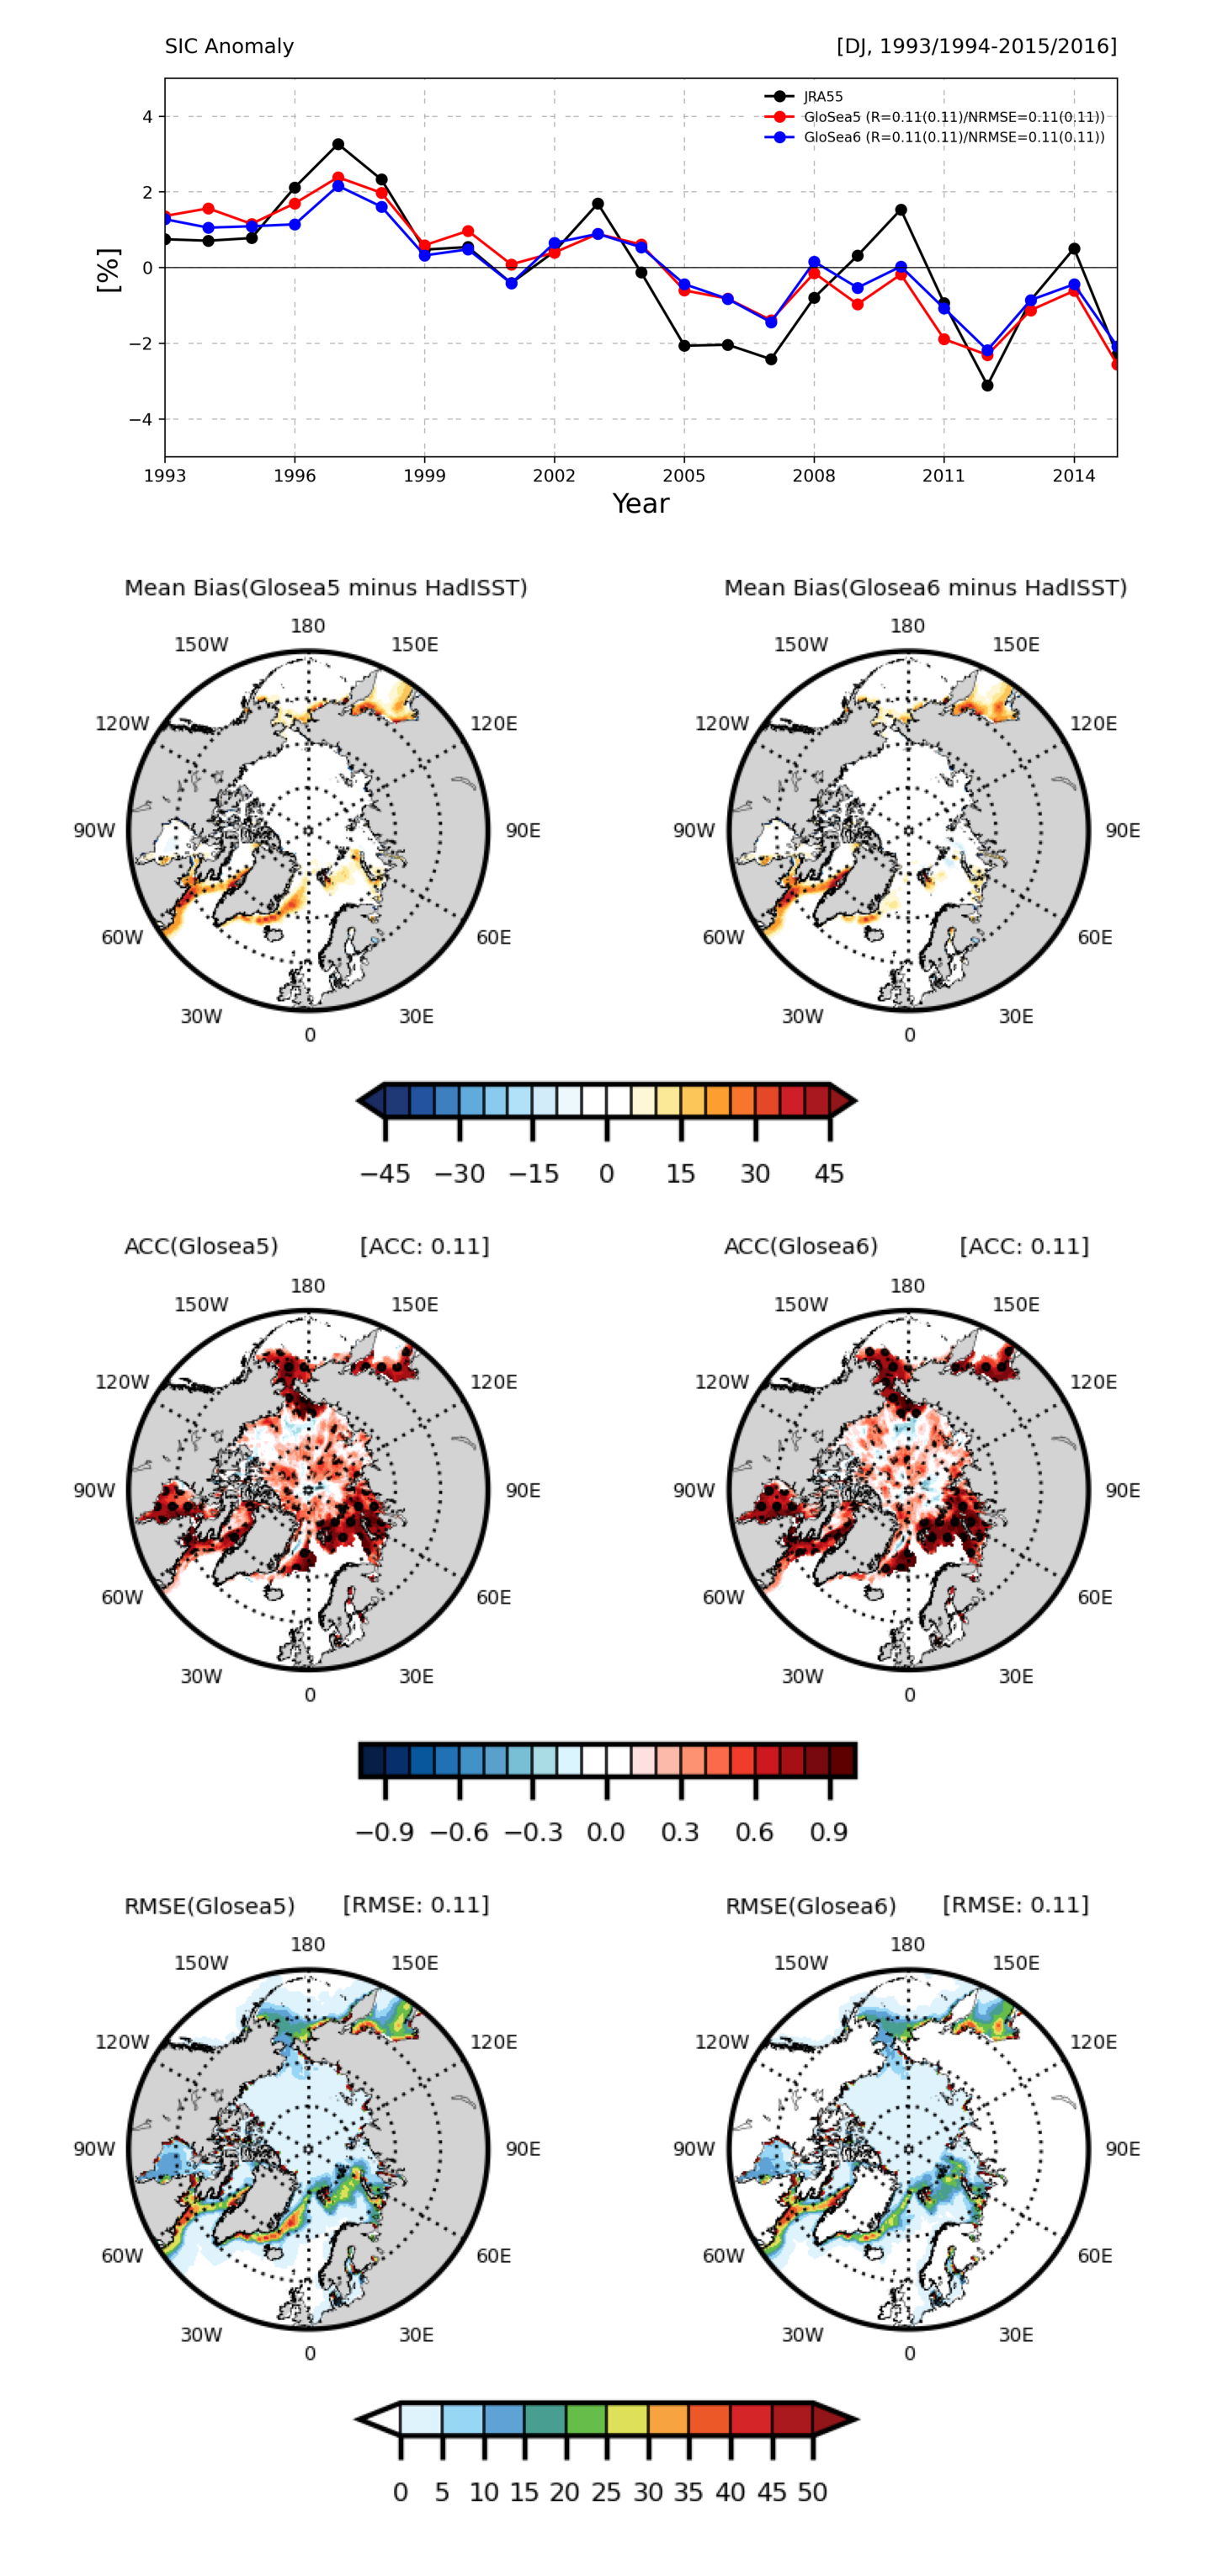 SIC Anomaly [DJ, 1993/1994-2015/2016]
JRA55
GloSea5 (R=0.11(0.11)/NRMSE=0.11(0.11))
GloSea6 (R=0.11(0.11)/NRMSE=0.11(0.11))
4
2
0
−2
−4
[%]
1993 1996 1999 2002 2005 2008 2011 2014
Year
Mean Bias(Glosea5 minus HadISST) Mean Bias(Glosea6 minus HadISST)
180 180
150W 150E 150W 150E
120W 120E 120W 120E
90W 90E 90W 90E
60W 60E 60W 60E
30W 30E 30W 30E
0 0
−45 −30 −15 0 15 30 45
ACC(Glosea5) [ACC: 0.11] ACC(Glosea6) [ACC: 0.11]
180 180
150W 150E 150W 150E
120W 120E 120W 120E
90W 90E 90W 90E
60W 60E 60W 60E
30W 30E 30W 30E
0 0
−0.9 −0.6 −0.3 0.0 0.3 0.6 0.9
RMSE(Glosea5) [RMSE: 0.11] RMSE(Glosea6) [RMSE: 0.11]
180 180
150W 150E 150W 150E
120W 120E 120W 120E
90W 90E 90W 90E
60W 60E 60W 60E
30W 30E 30W 30E
0 0
0 5 10 15 20 25 30 35 40 45 50